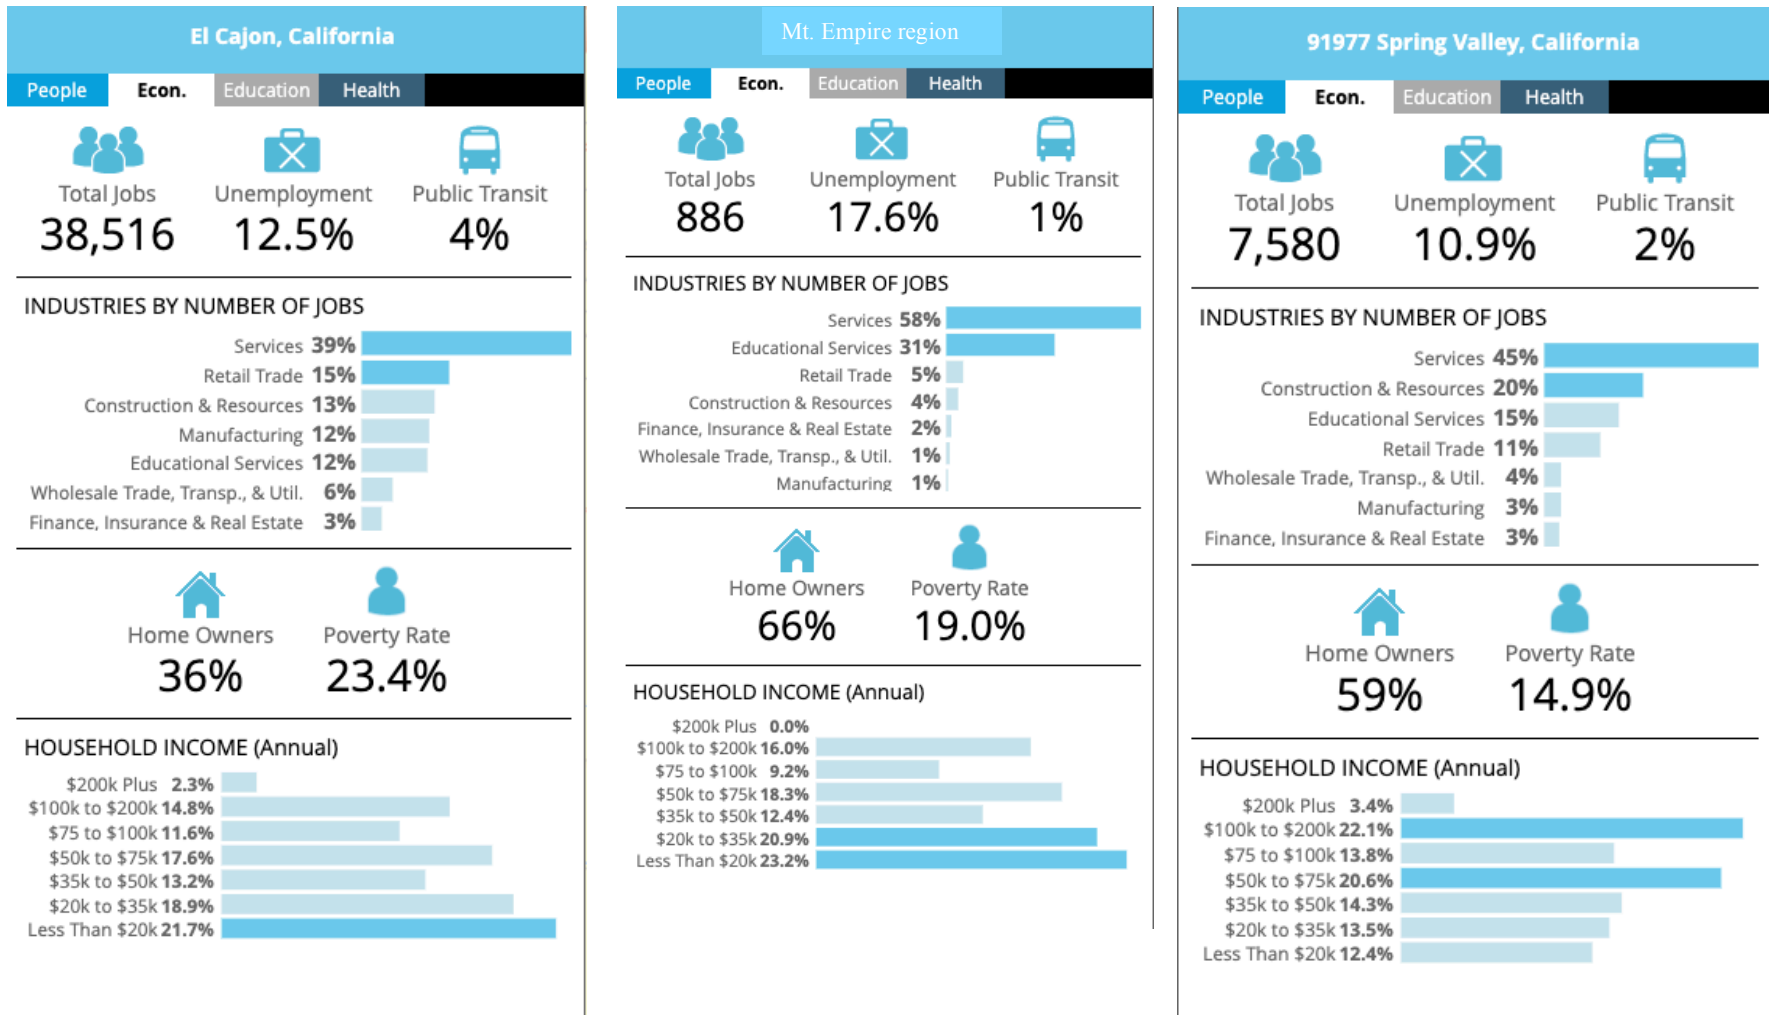 El Cajon, California
People Econ. Education Health
Total Jobs Unemployment Public Transit
38,516 12.5% 4%
INDUSTRIES BY NUMBER OF JOBS
Services 39%
Retail Trade 15%
Construction & Resources 13%
Manufacturing 12%
Educational Services 12%
Wholesale Trade, Transp., & Util. 6%
Finance, Insurance & Real Estate 3%
Home Owners Poverty Rate
36% 23.4%
HOUSEHOLD INCOME (Annual)
$200k Plus 2.3%
$100k to $200k 14.8%
$75 to $100k 11.6%
$50k to $75k 17.6%
$35k to $50k 13.2%
$20k to $35k 18.9%
Less Than $20k 21.7%
Mt. Empire region
People Econ. Education Health
Total Jobs Unemployment Public Transit
886 17.6% 1%
INDUSTRIES BY NUMBER OF JOBS
Services 58%
Educational Services 31%
Retail Trade 5%
Construction & Resources 4%
Finance, Insurance & Real Estate 2%
Wholesale Trade, Transp., & Util. 1%
Manufacturing 1%
Home Owners Poverty Rate
66% 19.0%
HOUSEHOLD INCOME (Annual)
$200k Plus 0.0%
$100k to $200k 16.0%
$75 to $100k 9.2%
$50k to $75k 18.3%
$35k to $50k 12.4%
$20k to $35k 20.9%
Less Than $20k 23.2%
91977 Spring Valley, California
People Econ. Education Health
Total Jobs Unemployment Public Transit
7,580 10.9% 2%
INDUSTRIES BY NUMBER OF JOBS
Services 45%
Construction & Resources 20%
Educational Services 15%
Retail Trade 11%
Wholesale Trade, Transp., & Util. 4%
Manufacturing 3%
Finance, Insurance & Real Estate 3%
Home Owners Poverty Rate
59% 14.9%
HOUSEHOLD INCOME (Annual)
$200k Plus 3.4%
$100k to $200k 22.1%
$75 to $100k 13.8%
$50k to $75k 20.6%
$35k to $50k 14.3%
$20k to $35k 13.5%
Less Than $20k 12.4%